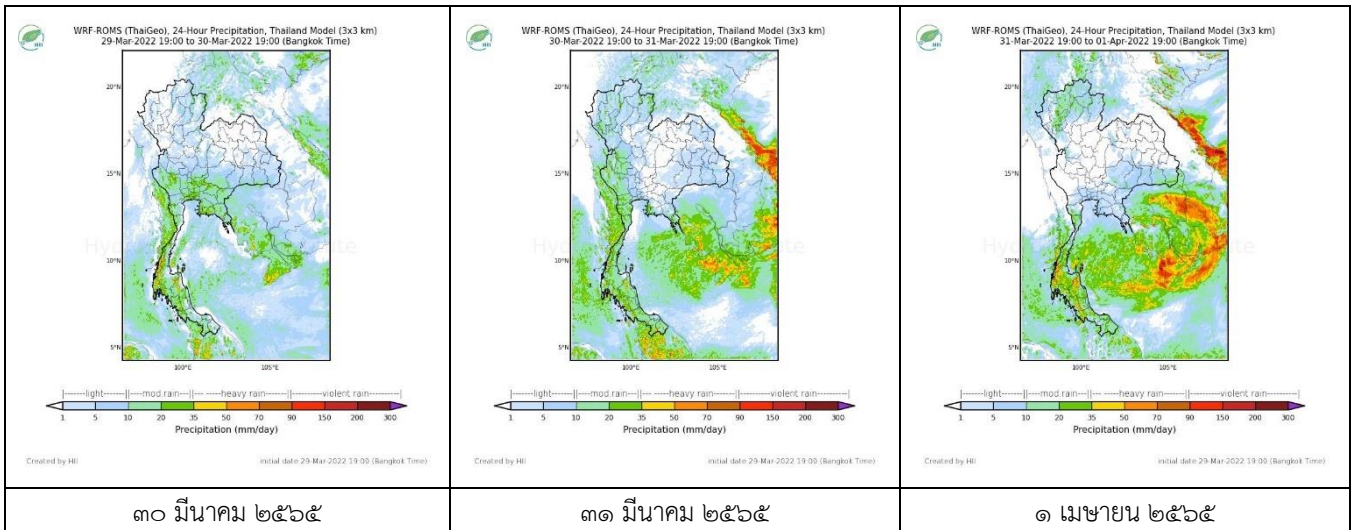 WRF-ROMS (ThaiGeo), 24-Hour Precipitation, Thailand Model (3x3 km)
29-Mar-2022 19:00 to 30-Mar-2022 19:00 (Bangkok Time)
HII
20°N
15°N
10°N
5°N
100°E
105°E
|------light------||---mod.rain---||-- ---heavy rain- ---||------violent rain------|
1 5 10 20 35 50 70 90 150 200 300
Precipitation (mm/day)
Created by HII
initial date 29-Mar-2022 19:00 (Bangkok Time)
๓๐ มีนาคม ๒๕๖๕
WRF-ROMS (ThaiGeo), 24-Hour Precipitation, Thailand Model (3x3 km)
30-Mar-2022 19:00 to 31-Mar-2022 19:00 (Bangkok Time)
HII
20°N
15°N
10°N
5°N
100°E
105°E
|------light------||---mod.rain---||-- ---heavy rain- ---||------violent rain------|
1 5 10 20 35 50 70 90 150 200 300
Precipitation (mm/day)
Created by HII
initial date 29-Mar-2022 19:00 (Bangkok Time)
๓๑ มีนาคม ๒๕๖๕
WRF-ROMS (ThaiGeo), 24-Hour Precipitation, Thailand Model (3x3 km)
31-Mar-2022 19:00 to 01-Apr-2022 19:00 (Bangkok Time)
HII
20°N
15°N
10°N
5°N
100°E
105°E
|------light------||---mod.rain---||-- ---heavy rain- ---||------violent rain------|
1 5 10 20 35 50 70 90 150 200 300
Precipitation (mm/day)
Created by HII
initial date 29-Mar-2022 19:00 (Bangkok Time)
๑ เมษายน ๒๕๖๕